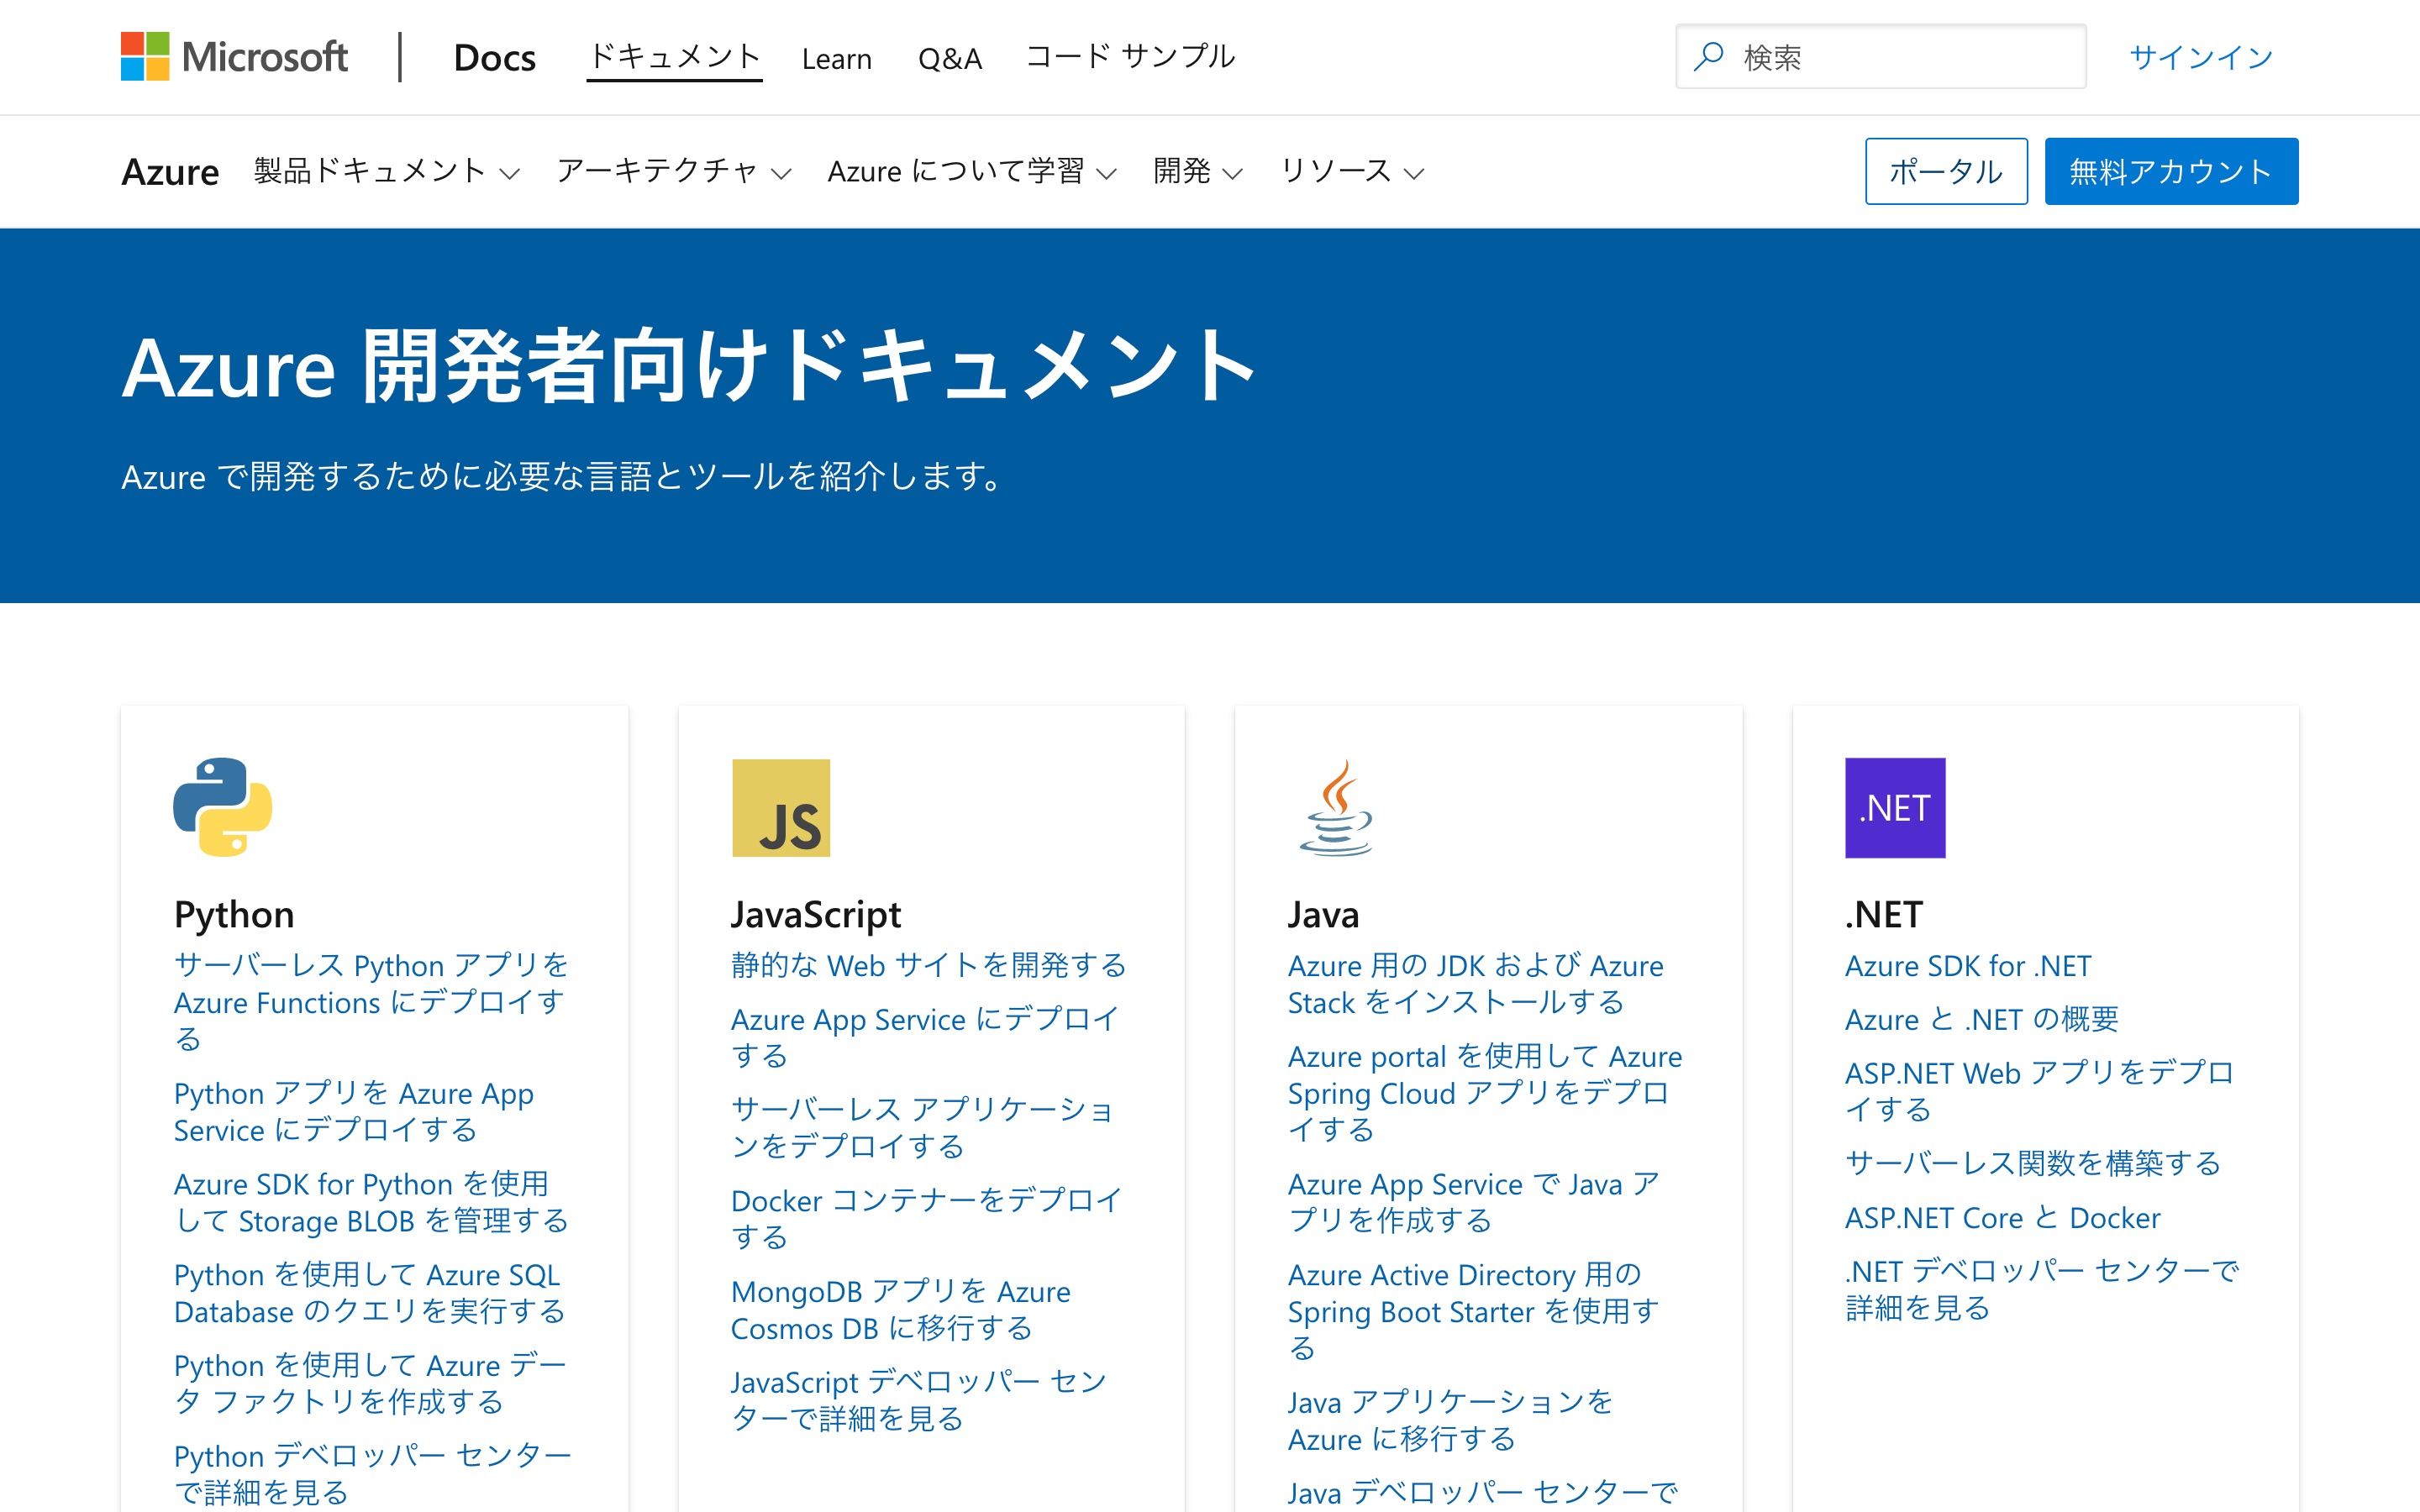 Microsoft
Docs
ドキュメント
Learn
Q&A
コード サンプル
検索
サインイン
Azure
製品ドキュメント
アーキテクチャ
Azure について学習
開発
リソース
ポータル
無料アカウント
Azure 開発者向けドキュメント
Azure で開発するために必要な言語とツールを紹介します。
Python
サーバーレス Python アプリを
Azure Functions にデプロイす
る
Python アプリを Azure App
Service にデプロイする
Azure SDK for Python を使用
して Storage BLOB を管理する
Python を使用して Azure SQL
Database のクエリを実行する
Python を使用して Azure デー
タ ファクトリを作成する
Python デベロッパー センター
で詳細を見る
JS
JavaScript
静的な Web サイトを開発する
Azure App Service にデプロイ
する
サーバーレス アプリケーショ
ンをデプロイする
Docker コンテナーをデプロイ
する
MongoDB アプリを Azure
Cosmos DB に移行する
JavaScript デベロッパー セン
ターで詳細を見る
Java
Azure 用の JDK および Azure
Stack をインストールする
Azure portal を使用して Azure
Spring Cloud アプリをデプロ
イする
Azure App Service で Java ア
プリを作成する
Azure Active Directory 用の
Spring Boot Starter を使用す
る
Java アプリケーションを
Azure に移行する
Java デベロッパー センターで
.NET
.NET
Azure SDK for .NET
Azure と .NET の概要
ASP.NET Web アプリをデプロ
イする
サーバーレス関数を構築する
ASP.NET Core と Docker
.NET デベロッパー センターで
詳細を見る